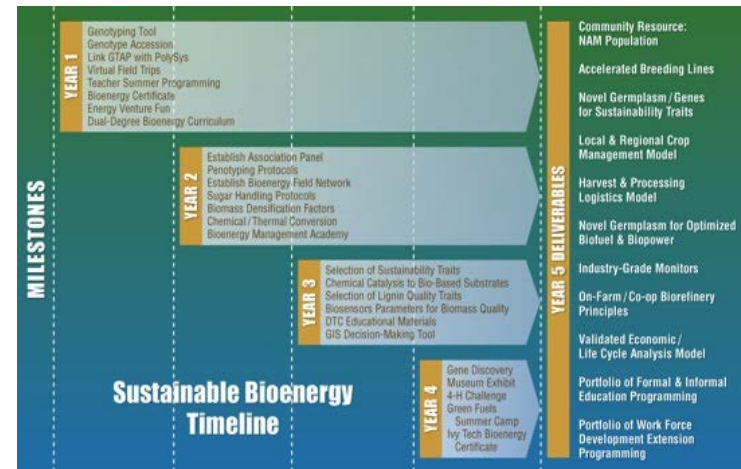 MILESTONES
YEAR 1
Genotyping Tool
Genotype Accession
Link GTAP with PolySys
Virtual Field Trips
Teacher Summer Programming
Bioenergy Certificate
Energy Venture Fun
Dual-Degree Bioenergy Curriculum
YEAR 2
Establish Association Panel
Penotyping Protocols
Establish Bioenergy Field Network
Sugar Handling Protocols
Biomass Densification Factors
Chemical/Thermal Conversion
Bioenergy Management Academy
YEAR 3
Selection of Sustainability Traits
Chemical Catalysis to Bio-Based Substrates
Selection of Lignin Quality Traits
Biosensors Parameters for Biomass Quality
DTC Educational Materials
GIS Decision-Making Tool
YEAR 4
Gene Discovery
Museum Exhibit
4-H Challenge
Green Fuels
Summer Camp
Ivy Tech Bioenergy
Certificate
Sustainable Bioenergy
Timeline
YEAR 5 DELIVERABLES
Community Resource:
NAM Population
Accelerated Breeding Lines
Novel Germplasm/Genes
for Sustainability Traits
Local & Regional Crop
Management Model
Harvest & Processing
Logistics Model
Novel Germplasm for Optimized
Biofuel & Biopower
Industry-Grade Monitors
On-Farm/Co-op Biorefinery
Principles
Validated Economic/
Life Cycle Analysis Model
Portfolio of Formal & Informal
Education Programming
Portfolio of Work Force
Development Extension
Programming